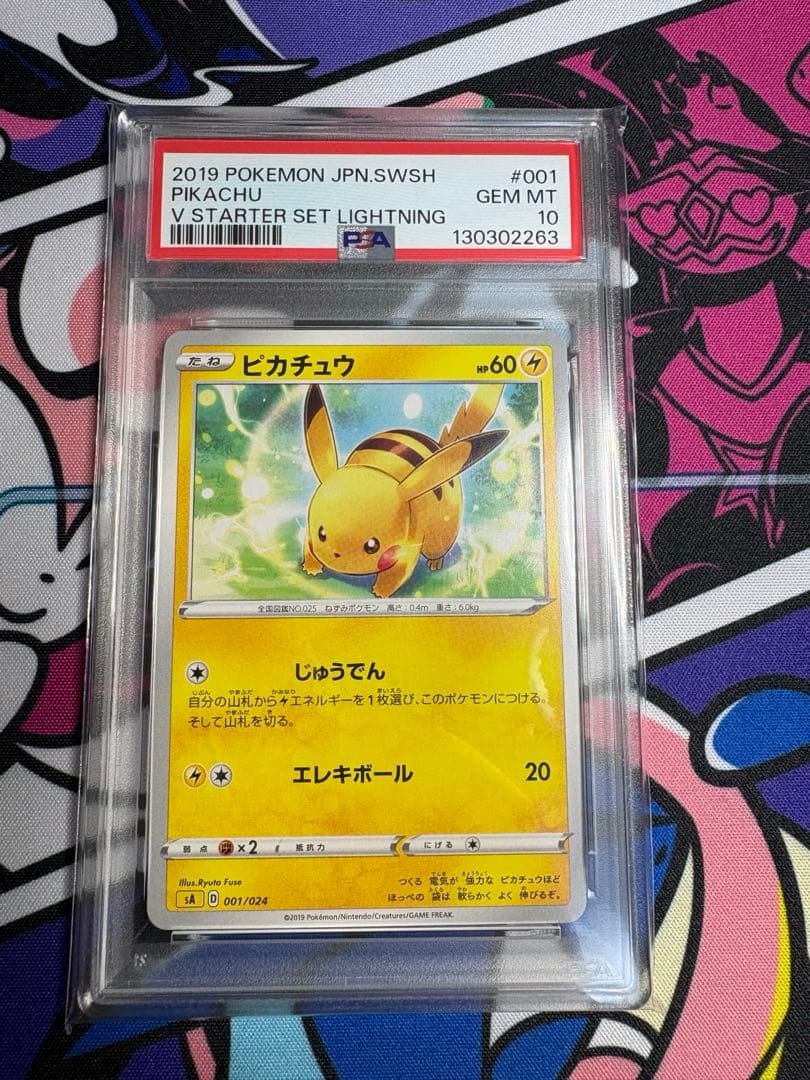 2019 POKEMON JPN.SWSH #001
PIKACHU GEM MT
V STARTER SET LIGHTNING 10
PSA 130302263
たね ピカチュウ HP60
全国図鑑NO.025 ねずみポケモン 高さ:0.4m 重さ:6.0kg
じゅうでん
自分の山札からエネルギーを1枚選び、このポケモンにつける。
そして山札を切る。
エレキボール 20
弱点 ×2 抵抗力 にげる
Illus.Ryuta Fuse
つくる 電気が 強力な ピカチュウほど
ほっぺの 袋は 軟らかく よく 伸びるぞ。
sA D 001/024
©2019 Pokémon/Nintendo/Creatures/GAME FREAK.